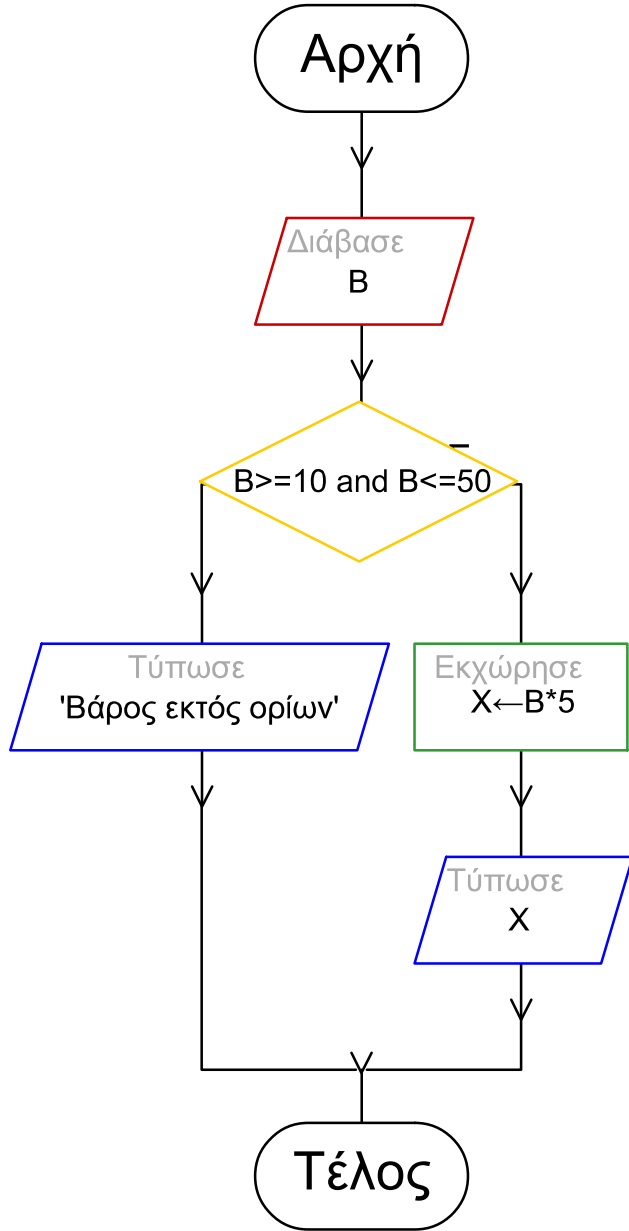 Αρχή
Διάβασε
Β
Β>=10 and Β<=50
Τύπωσε
'Βάρος εκτός ορίων'
Εκχώρησε
Χ←Β*5
Τύπωσε
Χ
Τέλος